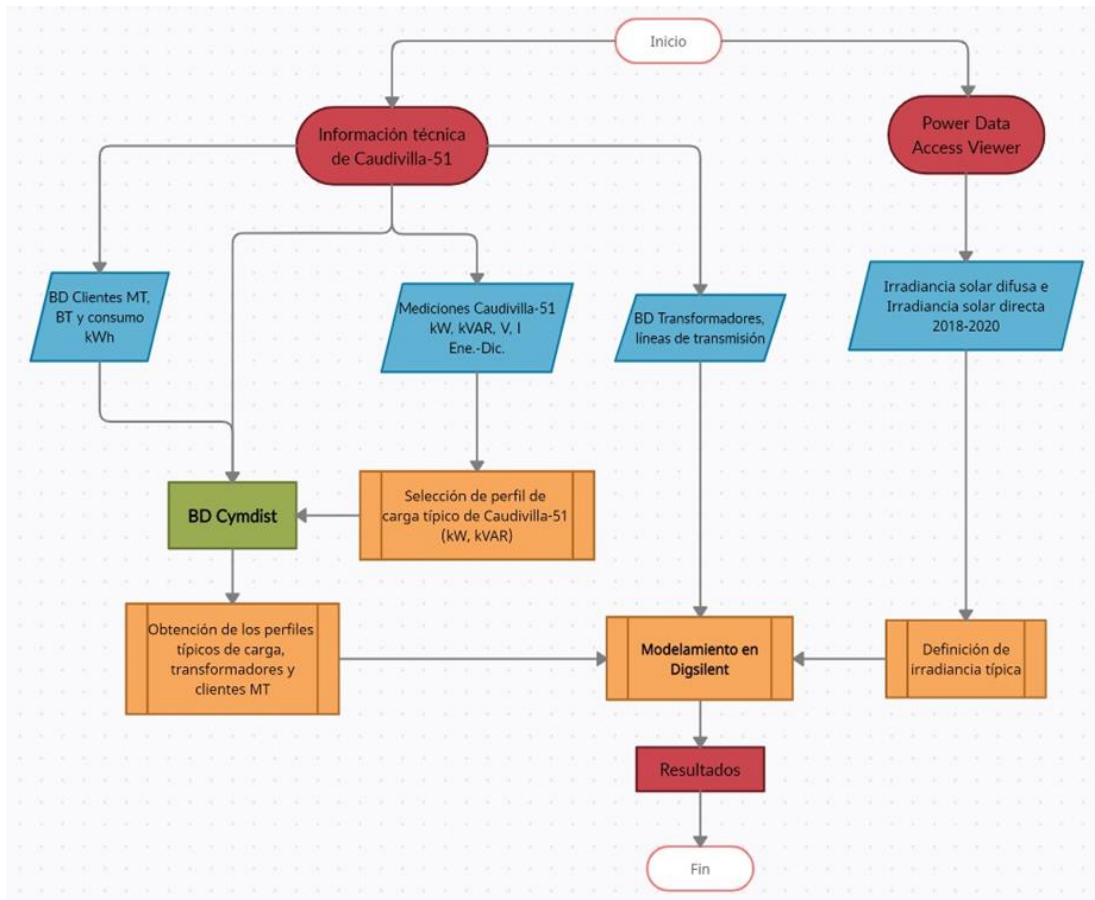 Inicio
Información técnica
de Caudivilla-51
Power Data
Access Viewer
BD Clientes MT,
BT y consumo
kWh
Mediciones Caudivilla-51
kW, kVAR, V, I
Ene.-Dic.
BD Transformadores,
líneas de transmisión
Irradiancia solar difusa e
Irradiancia solar directa
2018-2020
BD Cymdist
Selección de perfil de
carga típico de Caudivilla-51
(kW, kVAR)
Obtención de los perfiles
típicos de carga,
transformadores y
clientes MT
Modelamiento en
Digsilent
Definición de
irradiancia típica
Resultados
Fin